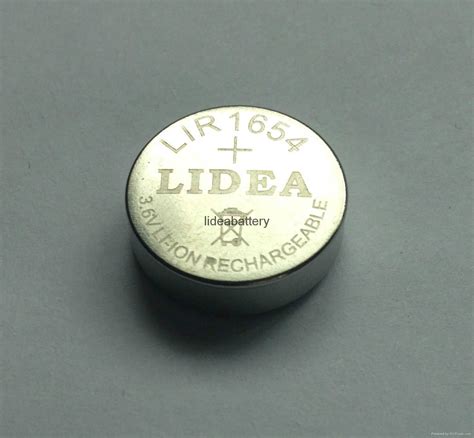 LIR1654
+
LIDEA
lideabattery
3.6V LI-ION RECHARGEABLE